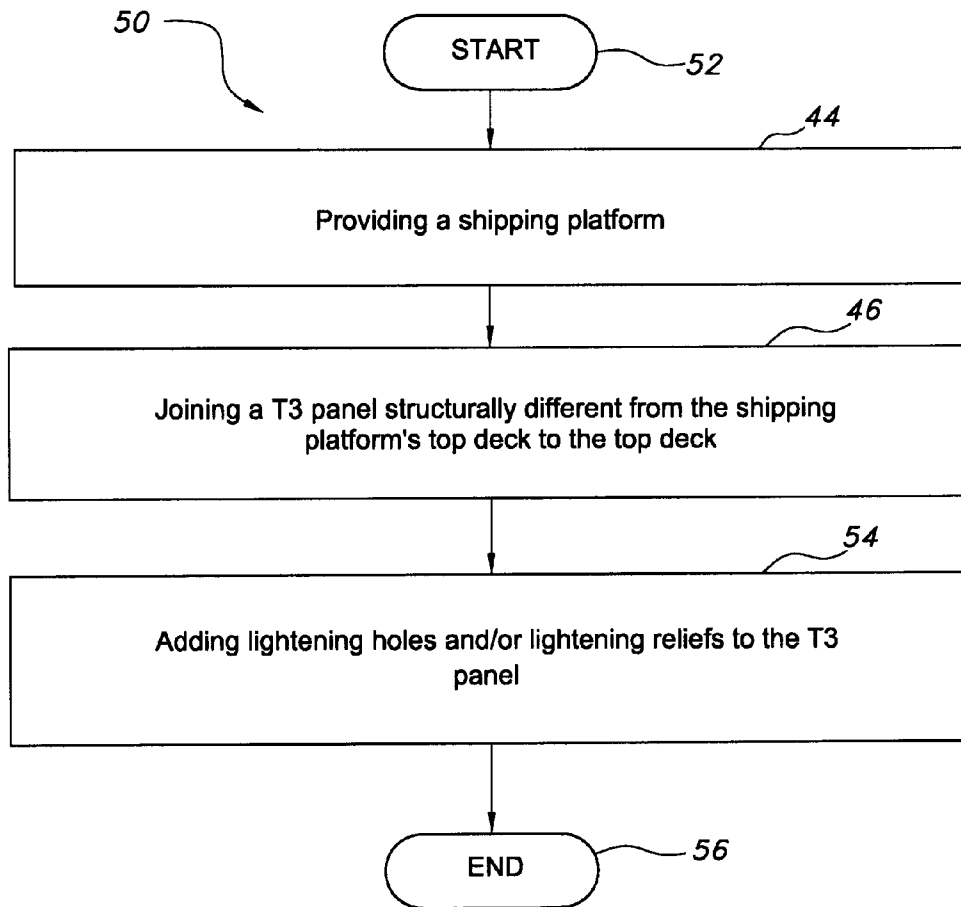 50
START
52
44
Providing a shipping platform
46
Joining a T3 panel structurally different from the shipping
platform's top deck to the top deck
54
Adding lightening holes and/or lightening reliefs to the T3
panel
END
56